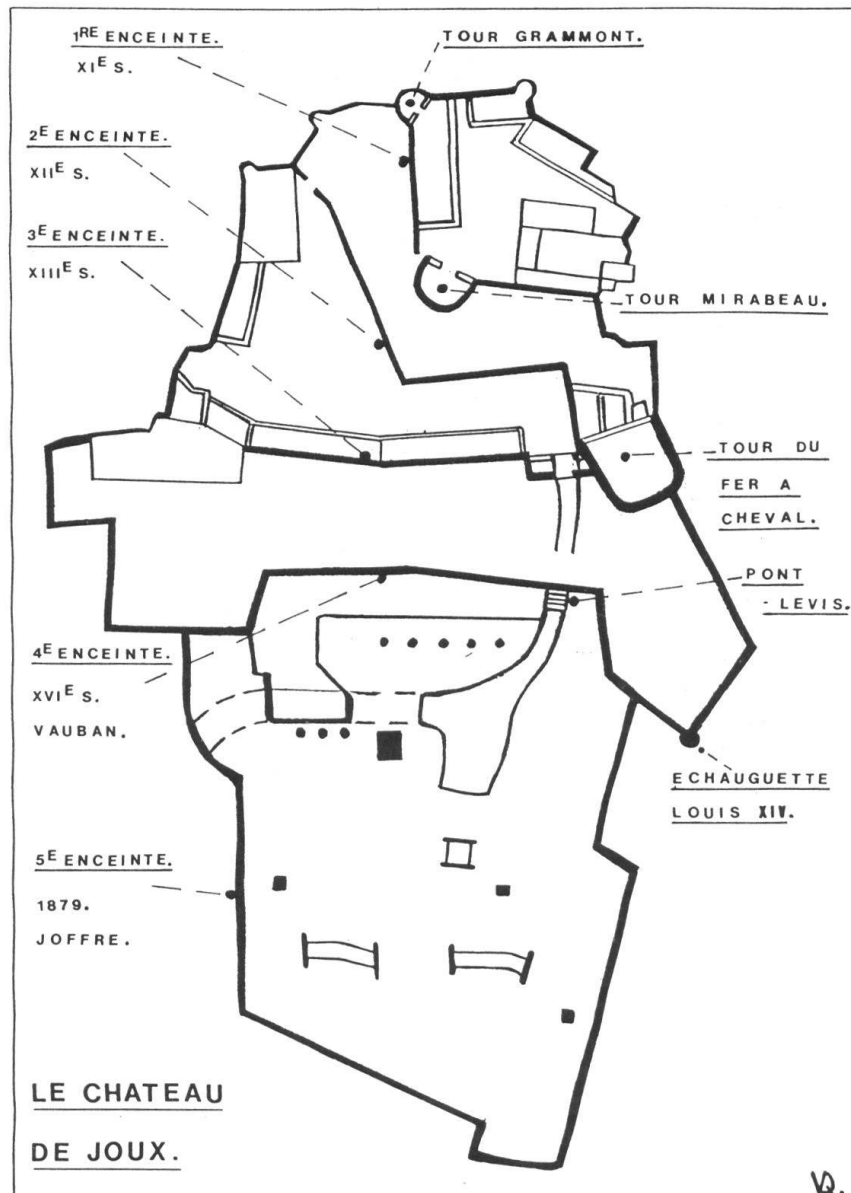 1RE ENCEINTE.
XIE S.
TOUR GRAMMONT.
2E ENCEINTE.
XIIE S.
3E ENCEINTE.
XIIIE S.
TOUR MIRABEAU.
TOUR DU
FER A
CHEVAL.
PONT
- LEVIS.
4E ENCEINTE.
XVIE S.
VAUBAN.
ECHAUGUETTE
LOUIS XIV.
5E ENCEINTE.
1879.
JOFFRE.
LE CHATEAU
DE JOUX.